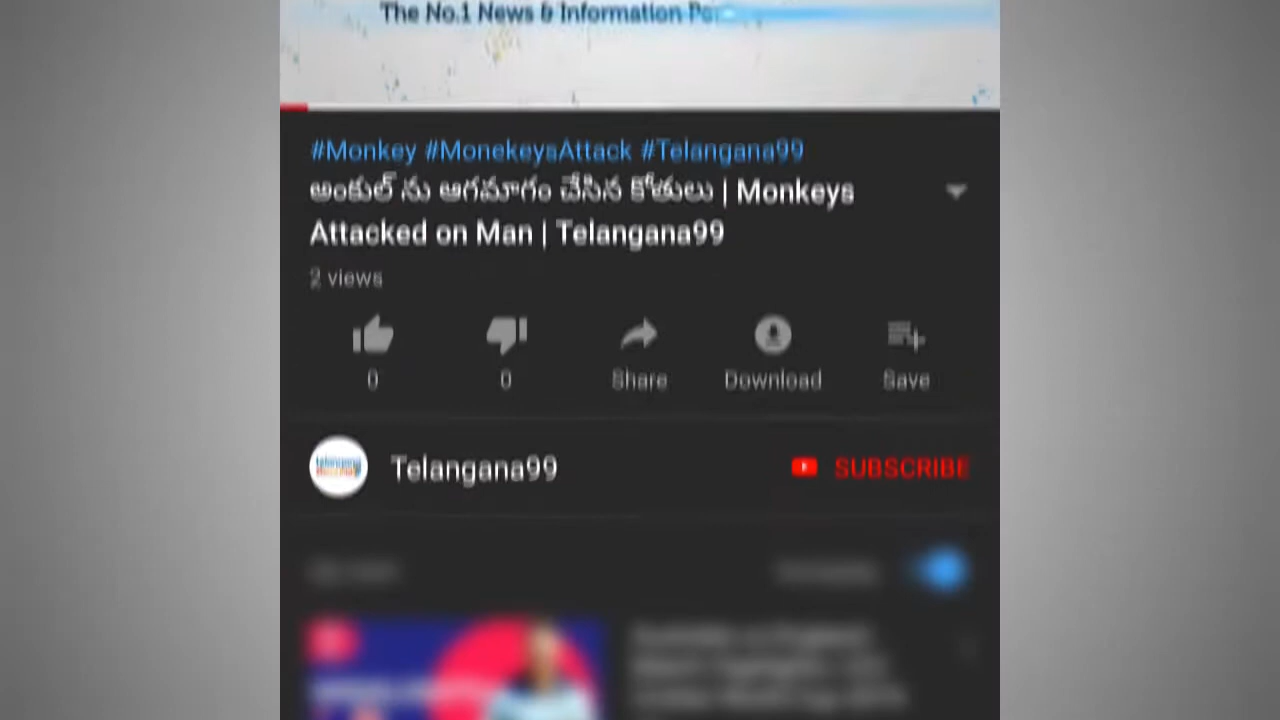 The No.1 News & Information
#Monkey #MonekeysAttack #Telangana99
అంకుల్ ను ఆగమాగం చేసిన కోతులు | Monkeys
Attacked on Man | Telangana99
2 views
0
0
Share
Download
Save
Telangana99
SUBSCRIBE